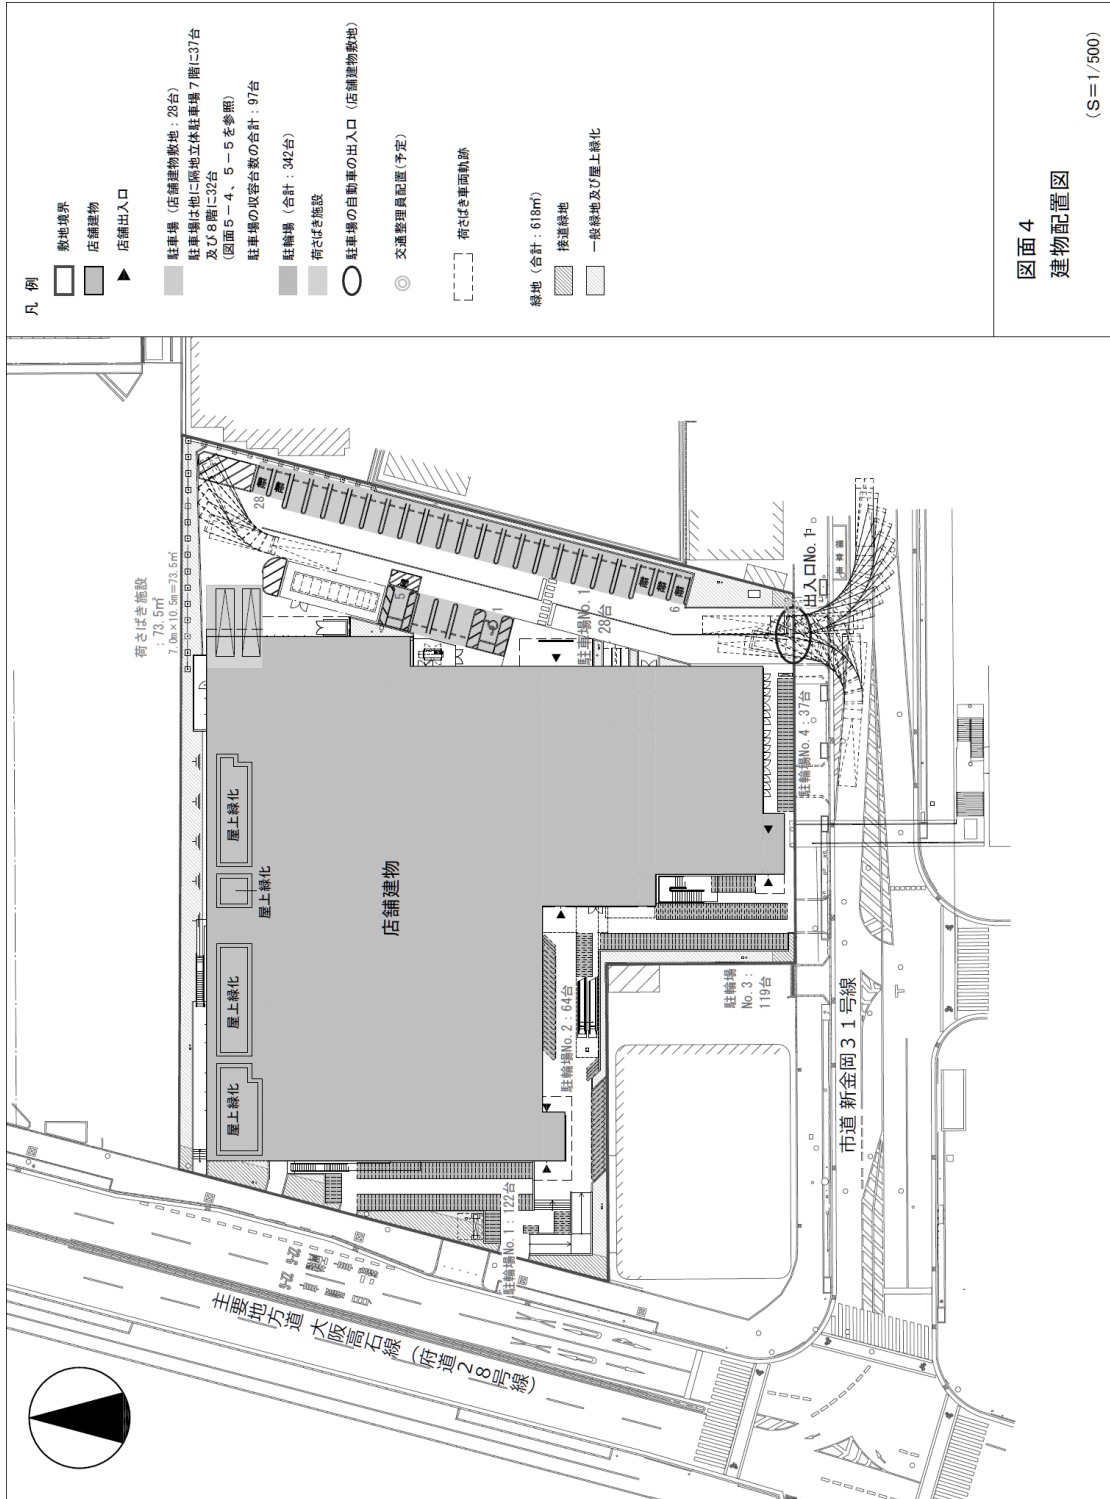 凡 例
敷地境界
店舗建物
店舗出入口
駐車場（店舗建物敷地：28台）
駐車場は他に隔地立体駐車場７階に37台
及び８階に32台
(図面５－４、５－５を参照)
駐車場の収容台数の合計：97台
駐輪場（合計：342台）
荷さばき施設
駐車場の自動車の出入口（店舗建物敷地）
交通整理員配置(予定)
荷さばき車両軌跡
緑地（合計：618㎡）
接道緑地
一般緑地及び屋上緑化
図面４
建物配置図
（Ｓ＝1/500）
荷さばき施設
：73.5㎡
7.0m×10.5m=73.5㎡
28
5
1
6
駐車場No.1
28台
出入口No.1
屋上緑化
屋上緑化
屋上緑化
屋上緑化
店舗建物
駐輪場No.4：37台
駐輪場
No.3：
119台
駐輪場No.2：64台
駐輪場No.1：122台
市道 新金岡３１号線
主要地方道 大阪高石線（府道２８号線）